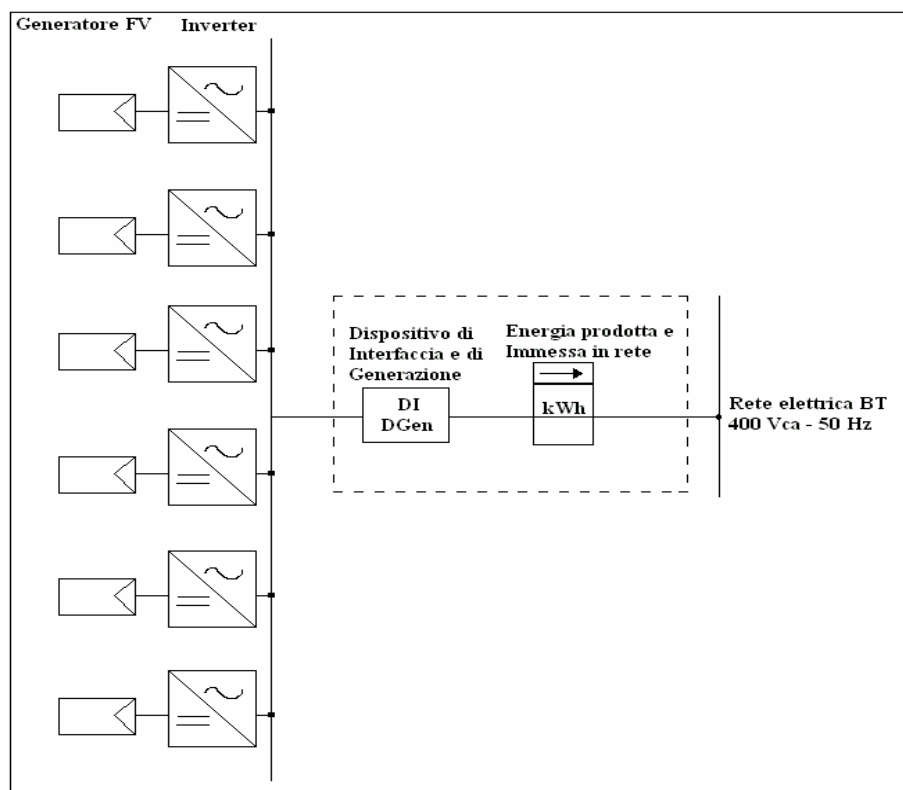 Generatore FV
Inverter
Dispositivo di
Interfaccia e di
Generazione
DI
DGen
Energia prodotta e
Immessa in rete
kWh
Rete elettrica BT
400 Vca - 50 Hz